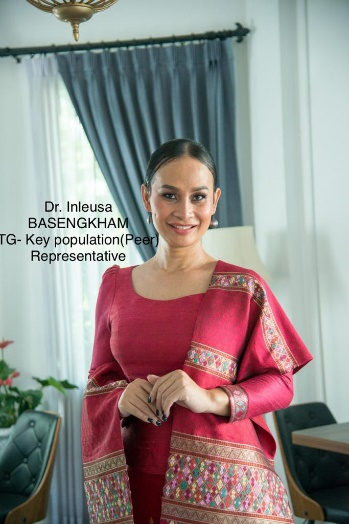 Dr. Inleusa
BASENGKHAM
TG- Key population(Peer)
Representative